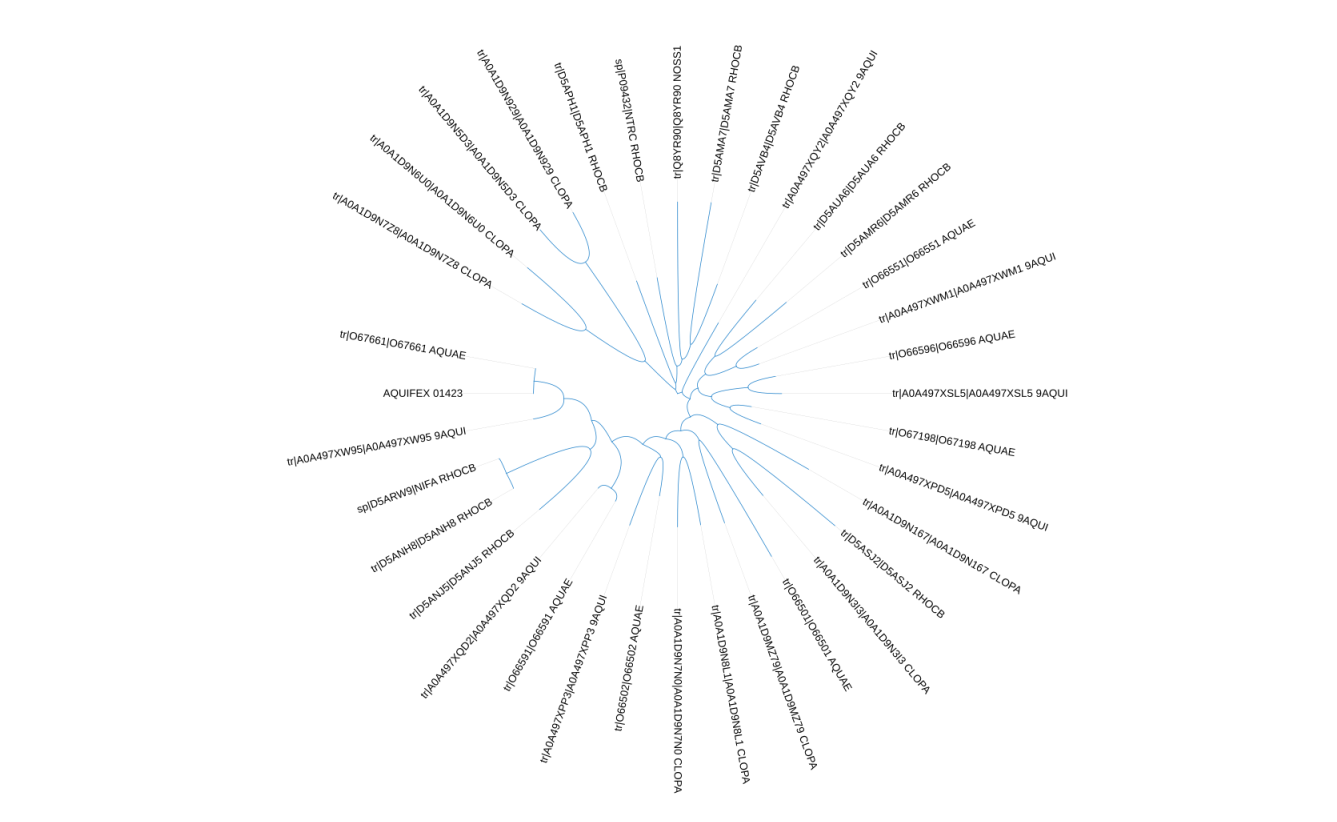 tr|Q8YR90|Q8YR90 NOSS1
tr|D5AMA7|D5AMA7 RHOCB
tr|D5AVB4|D5AVB4 RHOCB
tr|A0A497XQY2|A0A497XQY2 9AQUI
tr|D5AUA6|D5AUA6 RHOCB
tr|D5AMR6|D5AMR6 RHOCB
tr|O66551|O66551 AQUAE
tr|A0A497XWM1|A0A497XWM1 9AQUI
tr|O66596|O66596 AQUAE
tr|A0A497XSL5|A0A497XSL5 9AQUI
tr|O67198|O67198 AQUAE
tr|A0A497XPD5|A0A497XPD5 9AQUI
tr|A0A1D9N167|A0A1D9N167 CLOPA
tr|D5ASJ2|D5ASJ2 RHOCB
tr|A0A1D9N3I3|A0A1D9N3I3 CLOPA
tr|O66501|O66501 AQUAE
tr|A0A1D9MZ79|A0A1D9MZ79 CLOPA
tr|A0A1D9N8L1|A0A1D9N8L1 CLOPA
tr|A0A1D9N7N0|A0A1D9N7N0 CLOPA
tr|O66502|O66502 AQUAE
tr|A0A497XPP3|A0A497XPP3 9AQUI
tr|O66591|O66591 AQUAE
tr|A0A497XQD2|A0A497XQD2 9AQUI
tr|D5ANJ5|D5ANJ5 RHOCB
tr|D5ANH8|D5ANH8 RHOCB
sp|D5ARW9|NIFA RHOCB
tr|A0A497XW95|A0A497XW95 9AQUI
AQUIFEX 01423
tr|O67661|O67661 AQUAE
tr|A0A1D9N7Z8|A0A1D9N7Z8 CLOPA
tr|A0A1D9N6U0|A0A1D9N6U0 CLOPA
tr|A0A1D9N5D3|A0A1D9N5D3 CLOPA
tr|A0A1D9N929|A0A1D9N929 CLOPA
tr|D5APH1|D5APH1 RHOCB
sp|P09432|NTRC RHOCB